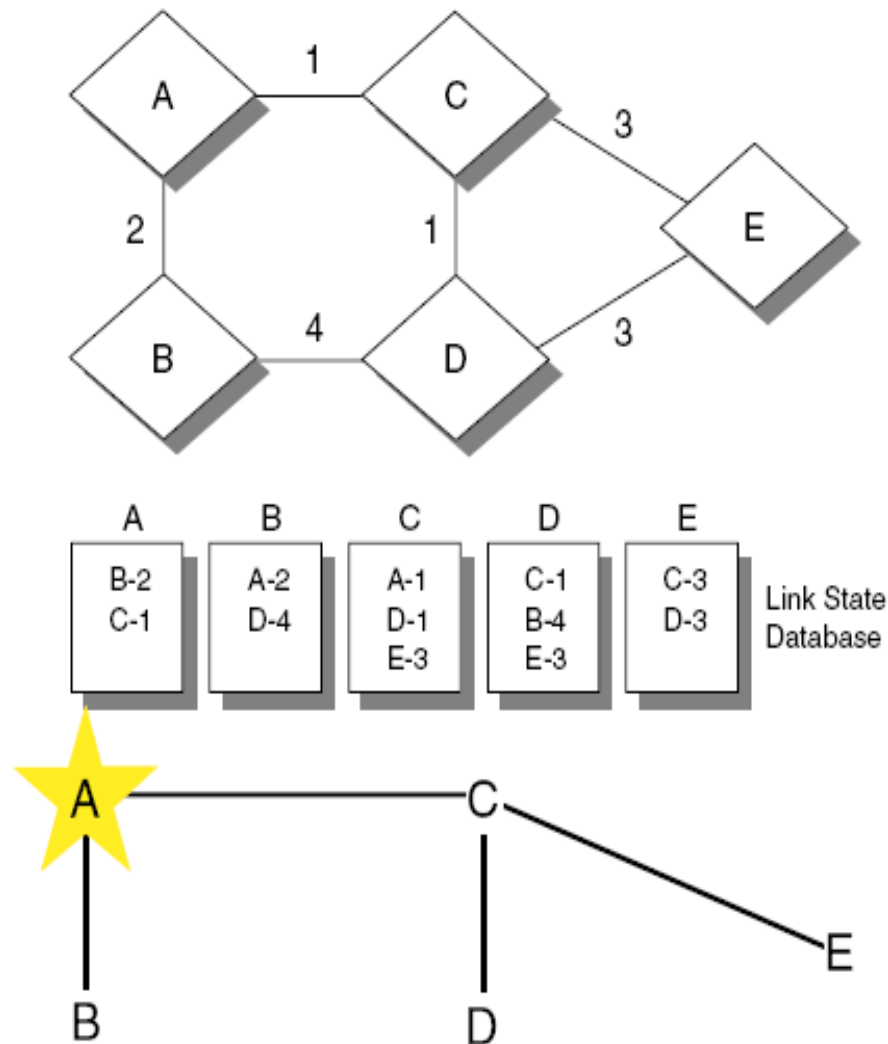 1
A C
3
2 1 E
4 3
B D
A B C D E
B-2 A-2 A-1 C-1 C-3
C-1 D-4 D-1 B-4 D-3
E-3 E-3
Link State
Database
A C
E
B D